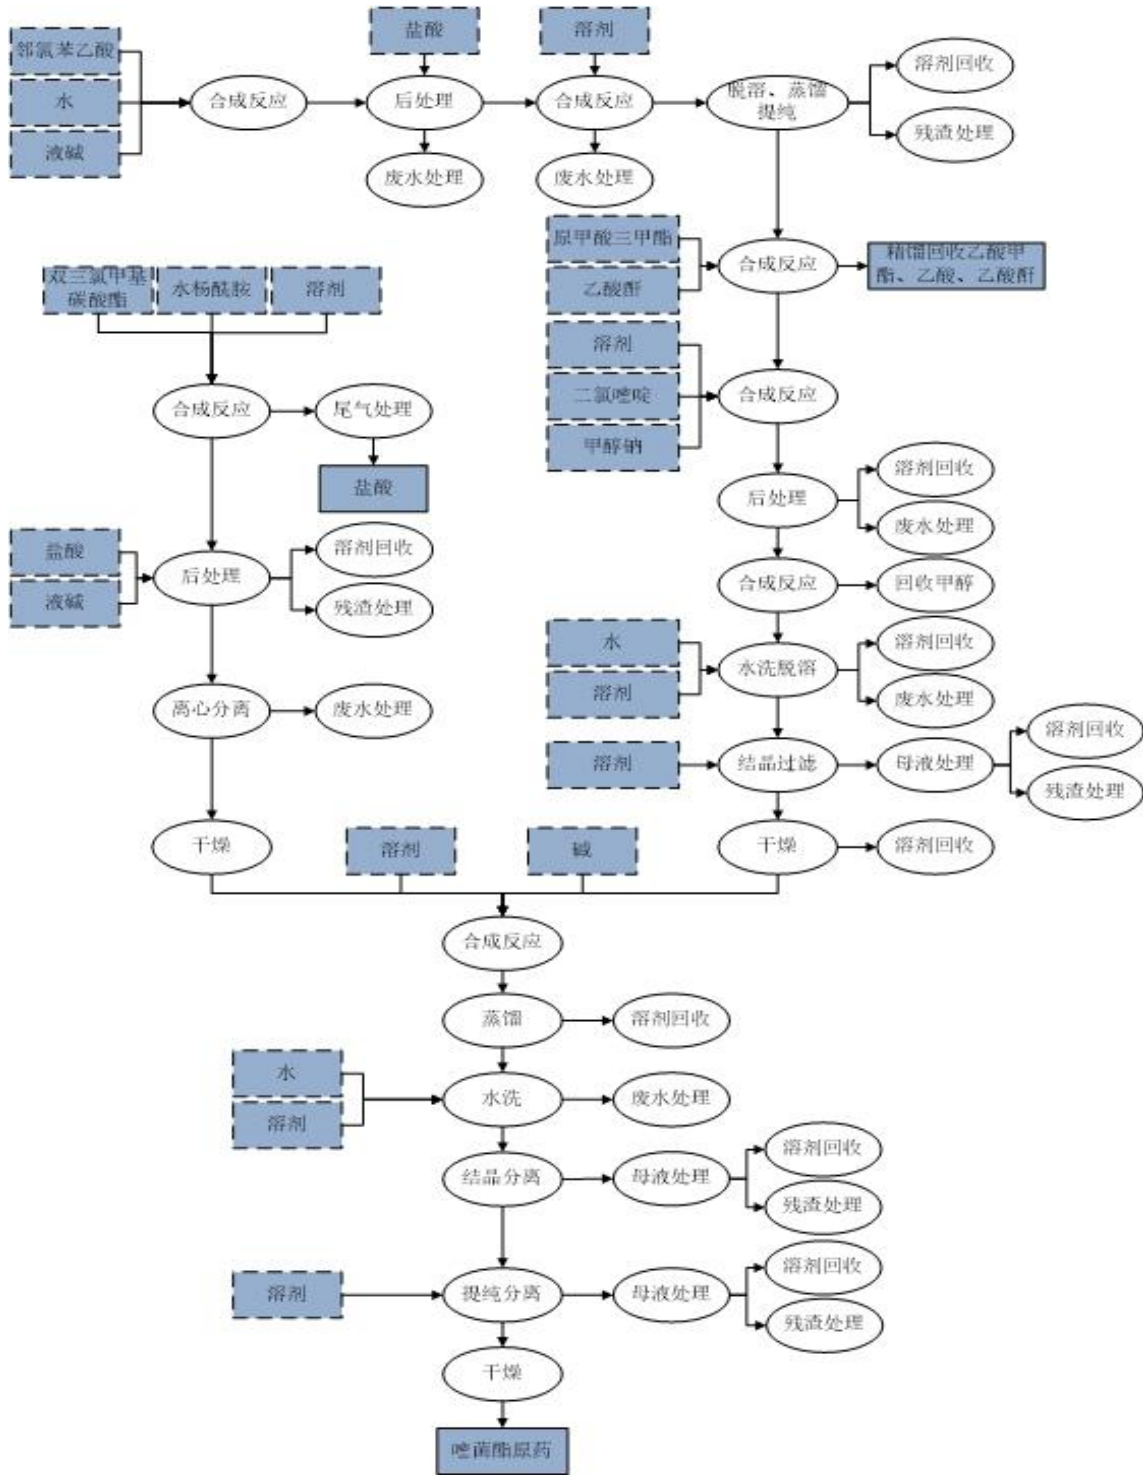 盐酸
溶剂
邻氯苯乙酸
水
液碱
合成反应
后处理
合成反应
脱溶、蒸馏
提纯
溶剂回收
残渣处理
废水处理
废水处理
原甲酸三甲酯
乙酸酐
合成反应
精馏回收乙酸甲
酯、乙酸、乙酸酐
双三氯甲基
碳酸酯
水杨酰胺
溶剂
溶剂
二氯嘧啶
甲醇钠
合成反应
合成反应
尾气处理
盐酸
后处理
溶剂回收
废水处理
盐酸
液碱
后处理
溶剂回收
残渣处理
合成反应
回收甲醇
水
溶剂
水洗脱溶
溶剂回收
废水处理
离心分离
废水处理
溶剂
结晶过滤
母液处理
溶剂回收
残渣处理
干燥
溶剂
碱
干燥
溶剂回收
合成反应
蒸馏
溶剂回收
水
溶剂
水洗
废水处理
结晶分离
母液处理
溶剂回收
残渣处理
溶剂
提纯分离
母液处理
溶剂回收
残渣处理
干燥
嘧菌酯原药